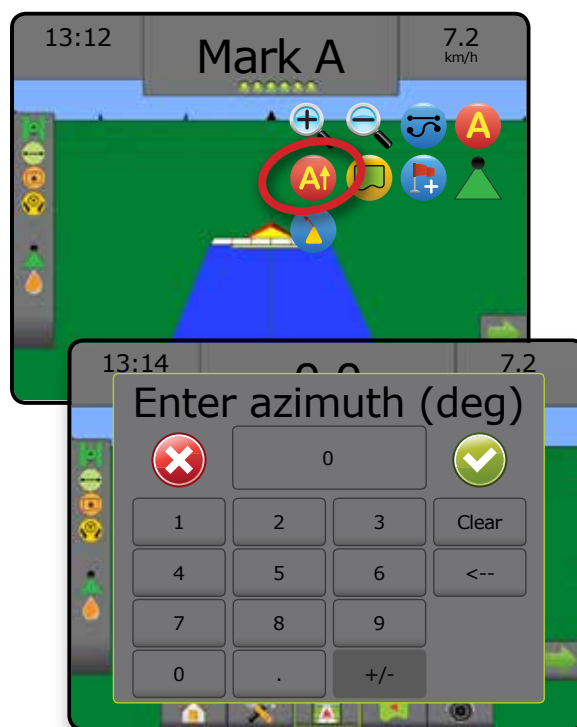 13:12
Mark A
7.2
km/h
A
A
13:14
7.2
Enter azimuth (deg)
0
1 2 3 Clear
4 5 6 <--
7 8 9
0 . +/-